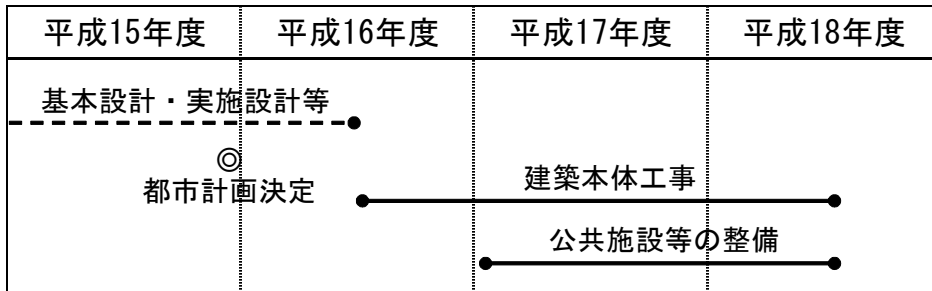 平成15年度 平成16年度 平成17年度 平成18年度
基本設計・実施設計等
◎
都市計画決定
建築本体工事
公共施設等の整備